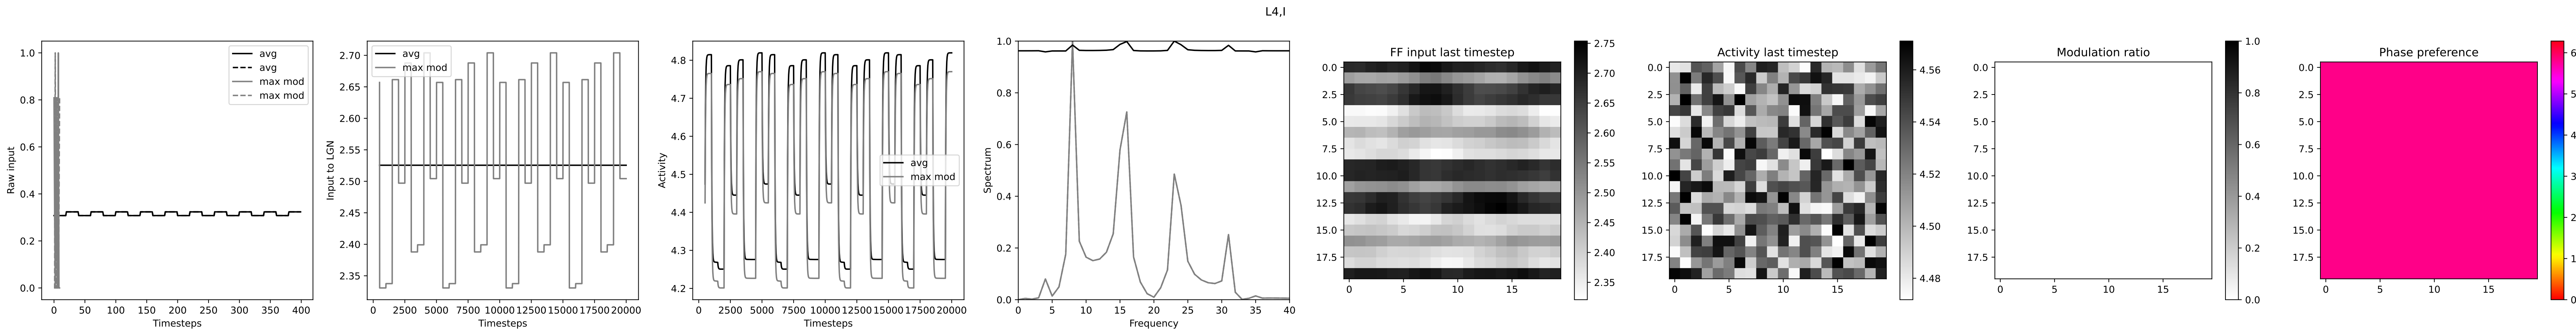 L4,I
Raw input
1.0
0.8
0.6
0.4
0.2
0.0
avg
avg
max mod
max mod
0 50 100 150 200 250 300 350 400
Timesteps
Input to LGN
2.70
2.65
2.60
2.55
2.50
2.45
2.40
2.35
avg
max mod
0 2500 5000 7500 10000 12500 15000 17500 20000
Timesteps
Activity
4.8
4.7
4.6
4.5
4.4
4.3
4.2
avg
max mod
0 2500 5000 7500 10000 12500 15000 17500 20000
Timesteps
Spectrum
1.0
0.8
0.6
0.4
0.2
0.0
0 5 10 15 20 25 30 35 40
Frequency
FF input last timestep
0.0
2.5
5.0
7.5
10.0
12.5
15.0
17.5
0 5 10 15
2.75
2.70
2.65
2.60
2.55
2.50
2.45
2.40
2.35
Activity last timestep
0.0
2.5
5.0
7.5
10.0
12.5
15.0
17.5
0 5 10 15
4.56
4.54
4.52
4.50
4.48
Modulation ratio
0.0
2.5
5.0
7.5
10.0
12.5
15.0
17.5
0 5 10 15
1.0
0.8
0.6
0.4
0.2
0.0
Phase preference
0.0
2.5
5.0
7.5
10.0
12.5
15.0
17.5
0 5 10 15
6
5
4
3
2
1
0